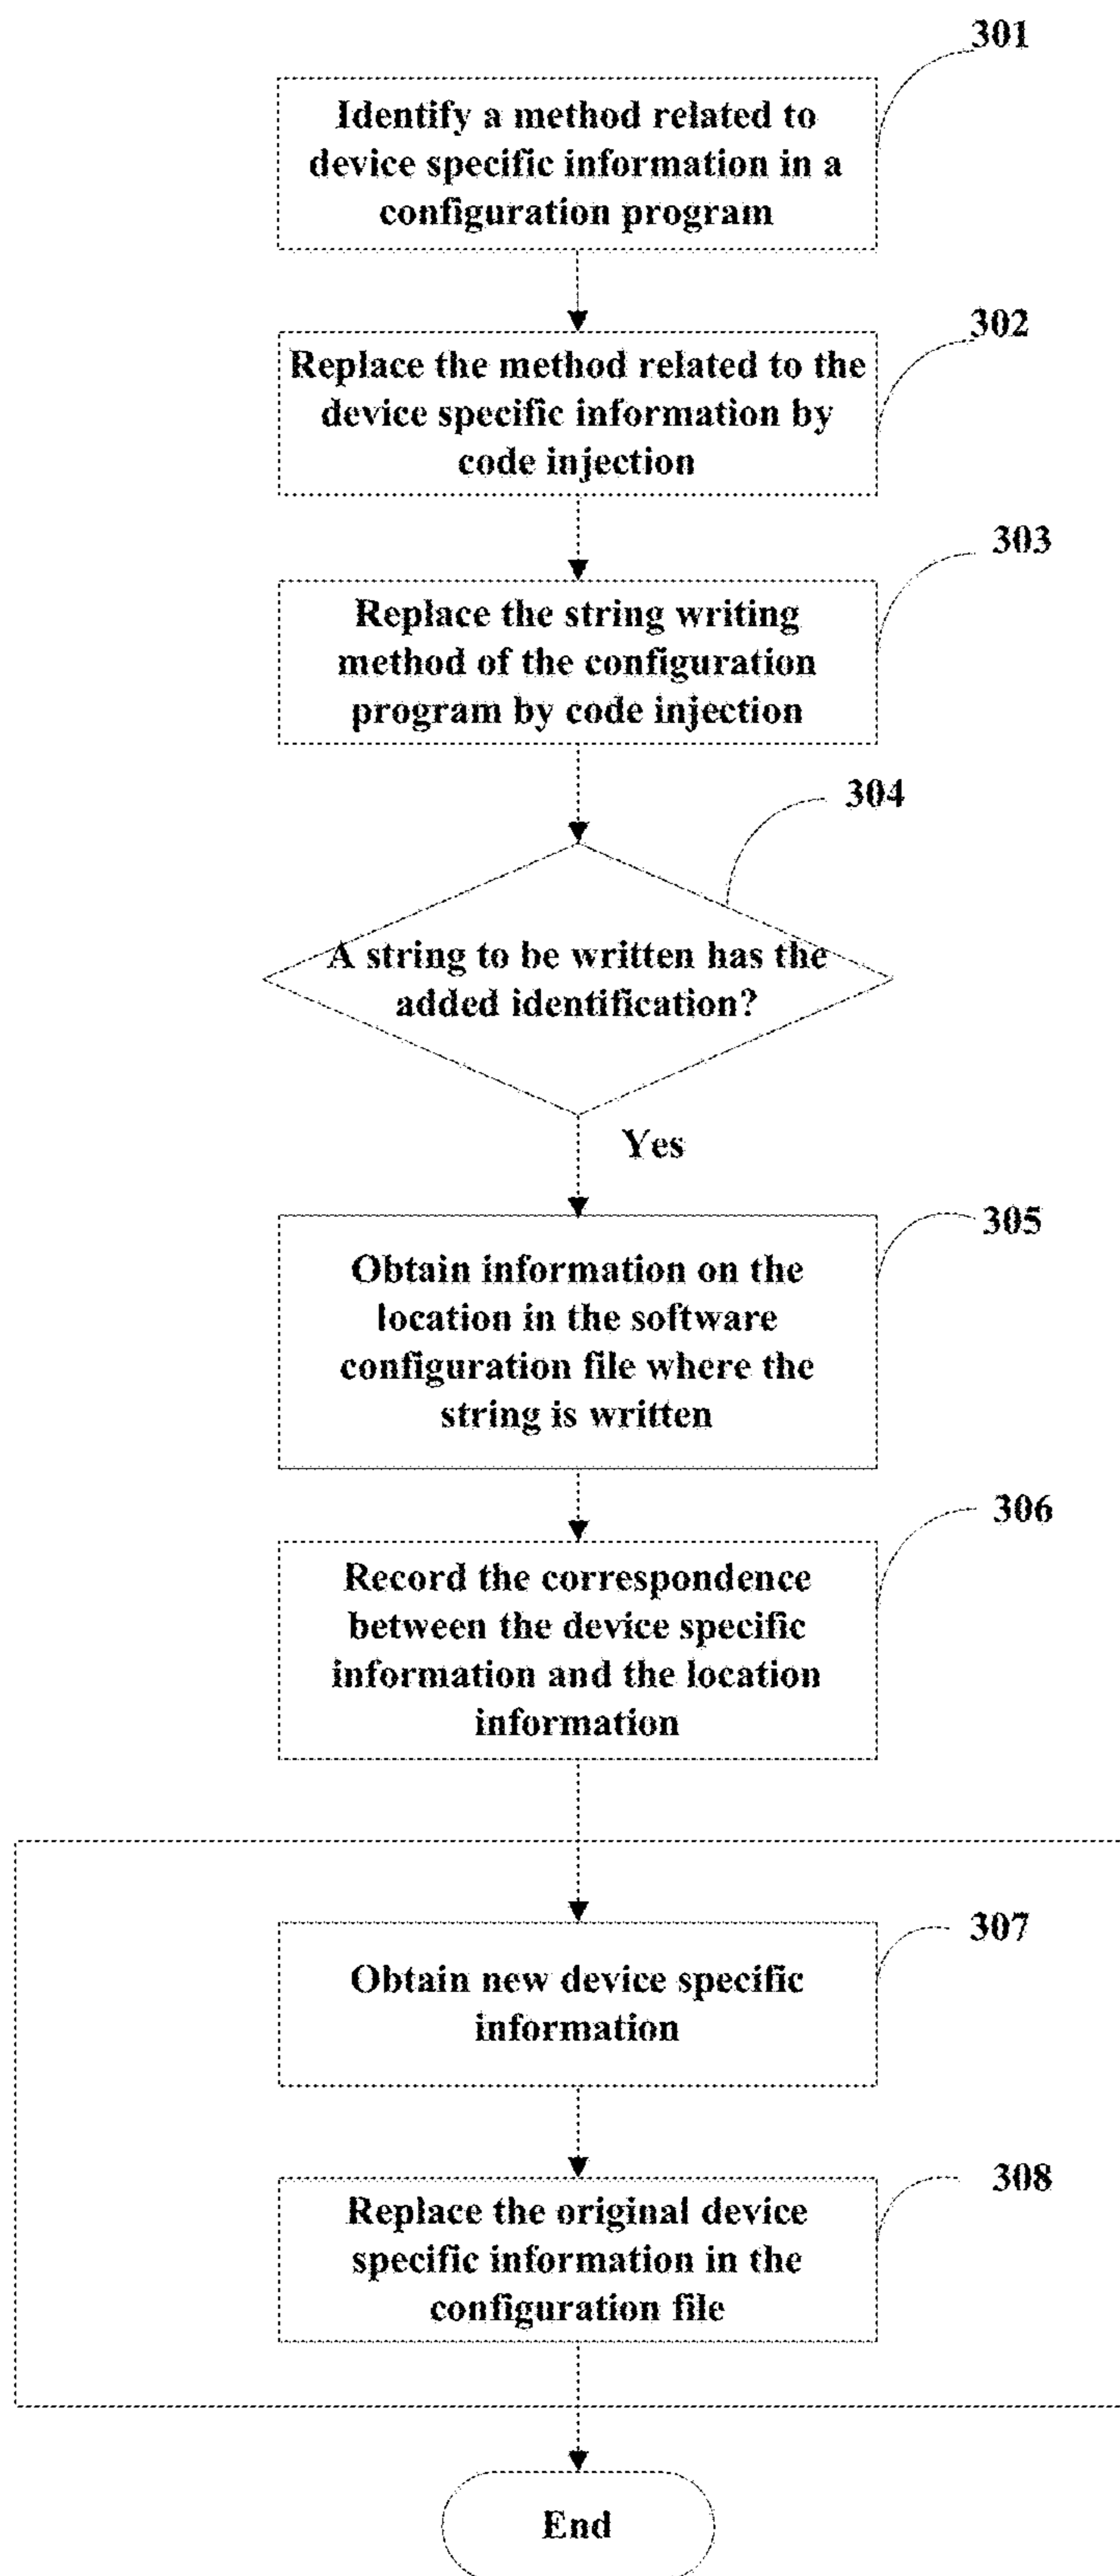 301
Identify a method related to
device specific information in a
configuration program
302
Replace the method related to the
device specific information by
code injection
303
Replace the string writing
method of the configuration
program by code injection
304
A string to be written has the
added identification?
Yes
305
Obtain information on the
location in the software
configuration file where the
string is written
306
Record the correspondence
between the device specific
information and the location
information
307
Obtain new device specific
information
308
Replace the original device
specific information in the
configuration file
End